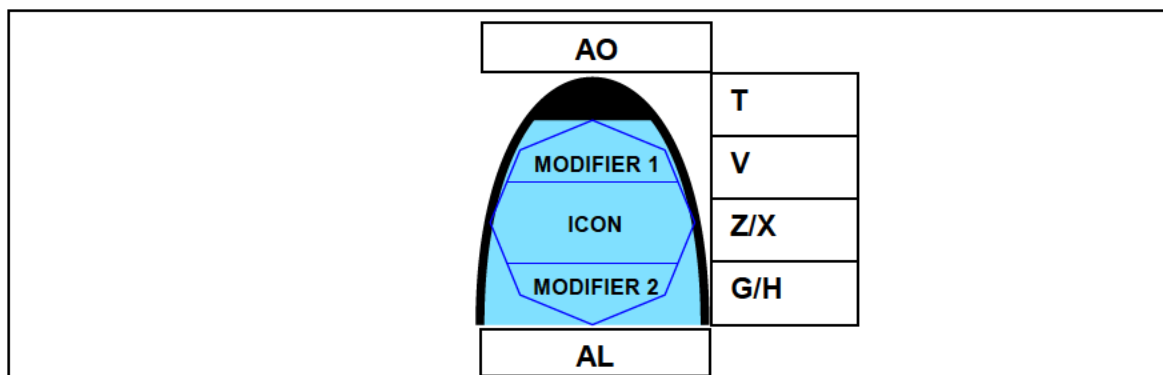 AO
T
MODIFIER 1
V
ICON
Z/X
MODIFIER 2
G/H
AL